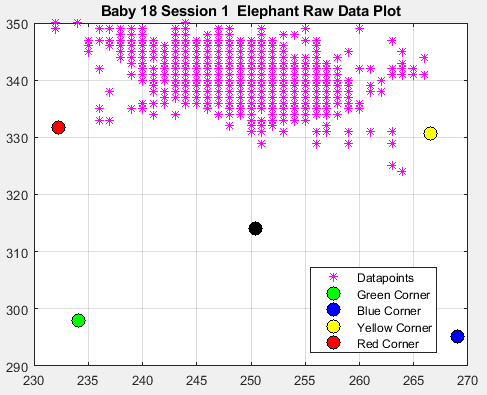 Baby 18 Session 1  Elephant Raw Data Plot
350
340
330
320
310
300
290
230
235
240
245
250
255
260
265
270
Datapoints
Green Corner
Blue Corner
Yellow Corner
Red Corner